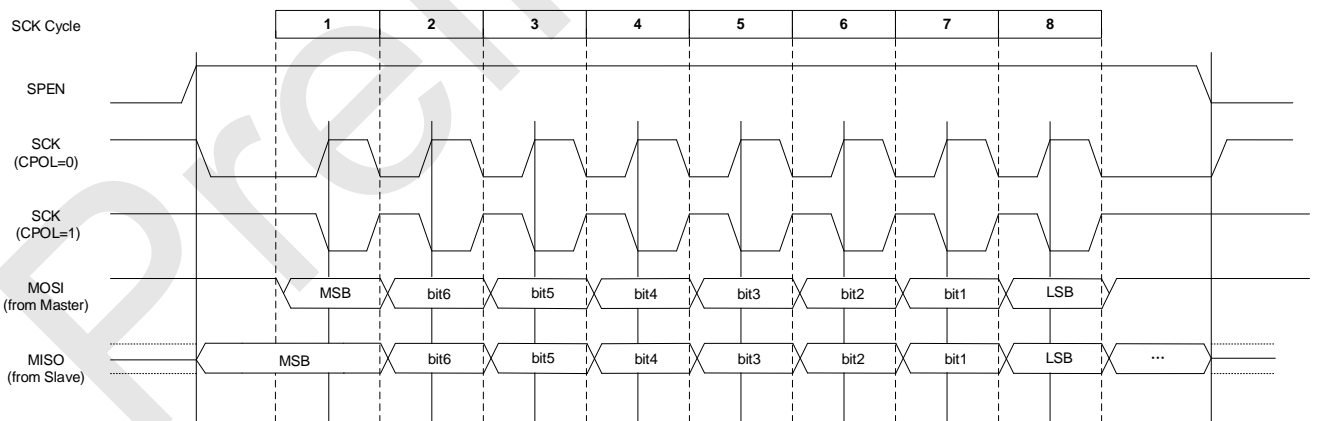 SCK Cycle 1 2 3 4 5 6 7 8
SPEN
SCK
(CPOL=0)
SCK
(CPOL=1)
MOSI
(from Master)
MSB bit6 bit5 bit4 bit3 bit2 bit1 LSB
MISO
(from Slave)
MSB bit6 bit5 bit4 bit3 bit2 bit1 LSB ...
Prelim